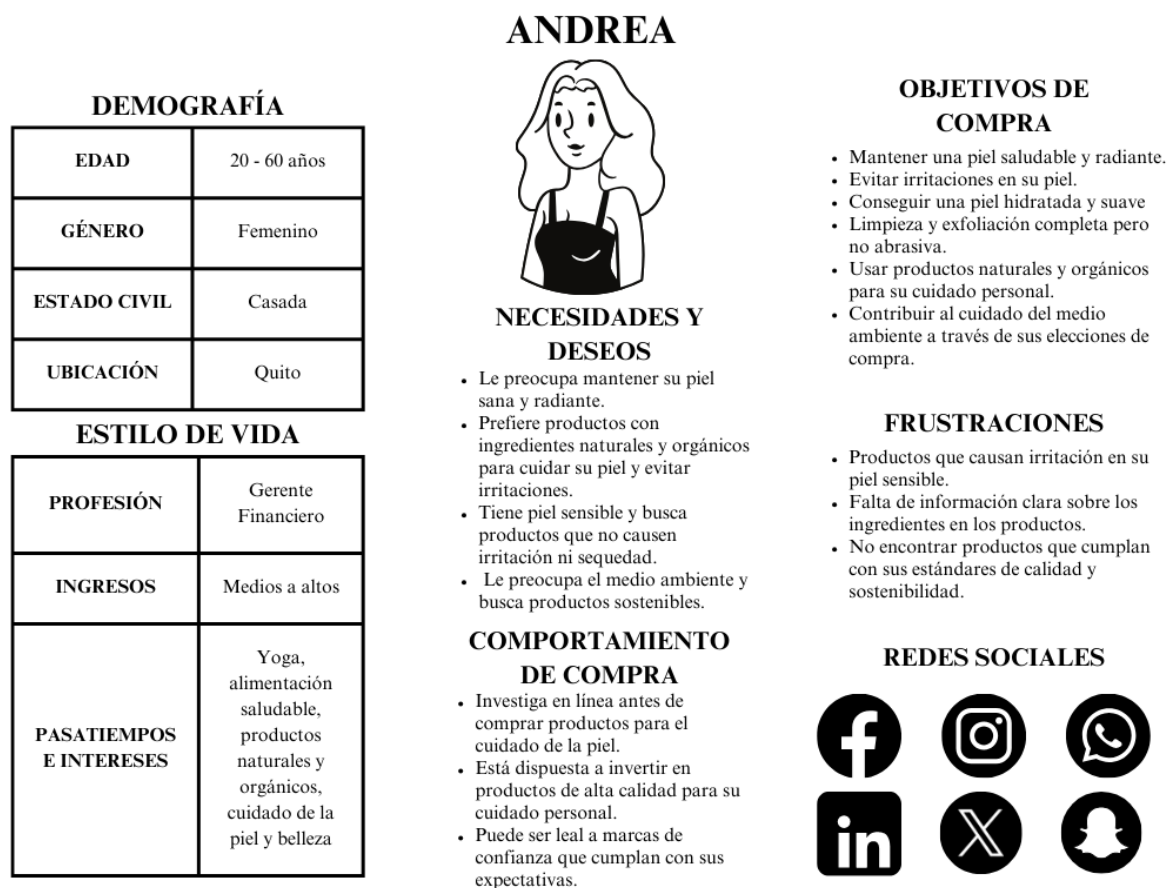 ANDREA
DEMOGRAFÍA
EDAD
20 - 60 años
GÉNERO
Femenino
ESTADO CIVIL
Casada
UBICACIÓN
Quito
ESTILO DE VIDA
PROFESIÓN
Gerente
Financiero
INGRESOS
Medios a altos
PASATIEMPOS
E INTERESES
Yoga,
alimentación
saludable,
productos
naturales y
orgánicos,
cuidado de la
piel y belleza
NECESIDADES Y
DESEOS
• Le preocupa mantener su piel
sana y radiante.
• Prefiere productos con
ingredientes naturales y orgánicos
para cuidar su piel y evitar
irritaciones.
• Tiene piel sensible y busca
productos que no causen
irritación ni sequedad.
• Le preocupa el medio ambiente y
busca productos sostenibles.
COMPORTAMIENTO
DE COMPRA
• Investiga en línea antes de
comprar productos para el
cuidado de la piel.
• Está dispuesta a invertir en
productos de alta calidad para su
cuidado personal.
• Puede ser leal a marcas de
confianza que cumplan con sus
expectativas.
OBJETIVOS DE
COMPRA
• Mantener una piel saludable y radiante.
• Evitar irritaciones en su piel.
• Conseguir una piel hidratada y suave
• Limpieza y exfoliación completa pero
no abrasiva.
• Usar productos naturales y orgánicos
para su cuidado personal.
• Contribuir al cuidado del medio
ambiente a través de sus elecciones de
compra.
FRUSTRACIONES
• Productos que causan irritación en su
piel sensible.
• Falta de información clara sobre los
ingredientes en los productos.
• No encontrar productos que cumplan
con sus estándares de calidad y
sostenibilidad.
REDES SOCIALES
f
in
X